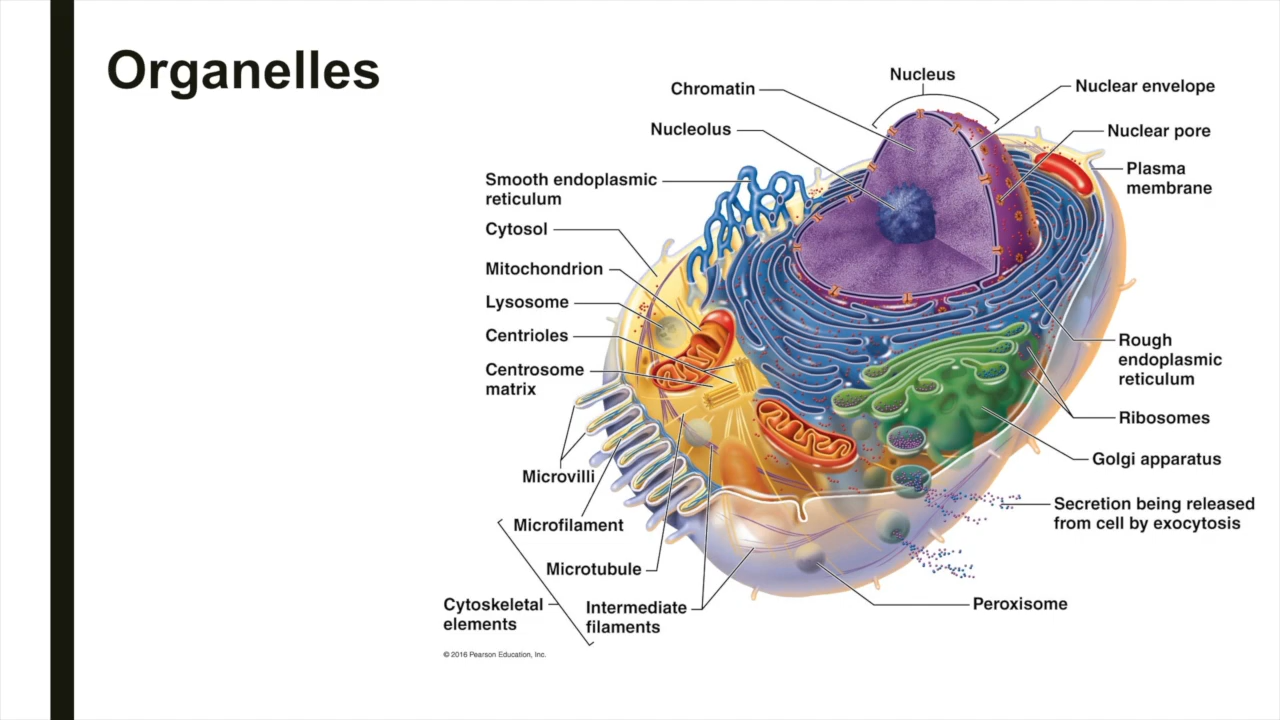 Organelles
Nucleus
Chromatin
Nuclear envelope
Nucleolus
Nuclear pore
Plasma
membrane
Smooth endoplasmic
reticulum
Cytosol
Mitochondrion
Lysosome
Centrioles
Centrosome
matrix
Rough
endoplasmic
reticulum
Ribosomes
Golgi apparatus
Microvilli
Secretion being released
from cell by exocytosis
Microfilament
Microtubule
Cytoskeletal
elements
Intermediate
filaments
Peroxisome
© 2016 Pearson Education, Inc.